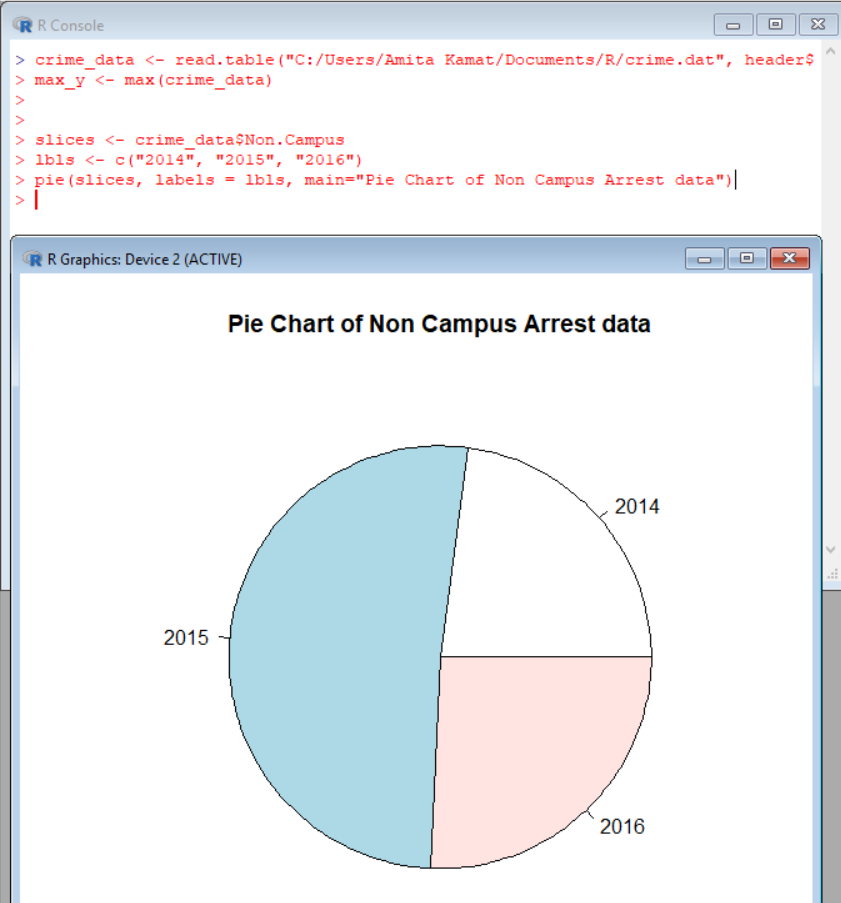 R Console
> crime_data <- read.table("C:/Users/Amita Kamat/Documents/R/crime.dat", header$
> max_y <- max(crime_data)
>
>
> slices <- crime_data$Non.Campus
> lbls <- c("2014", "2015", "2016")
> pie(slices, labels = lbls, main="Pie Chart of Non Campus Arrest data")
>
R Graphics: Device 2 (ACTIVE)
Pie Chart of Non Campus Arrest data
2014
2015
2016